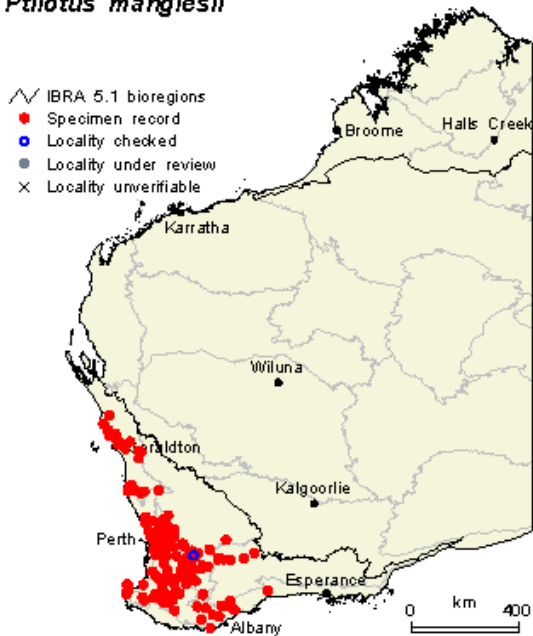 Ptilotus manglesii
IBRA 5.1 bioregions
Specimen record
Locality checked
Locality under review
Locality unverifiable
Broome
Halls Creek
Karratha
Wiluna
Geraldton
Kalgoorlie
Perth
Esperance
Albany
km
0 400